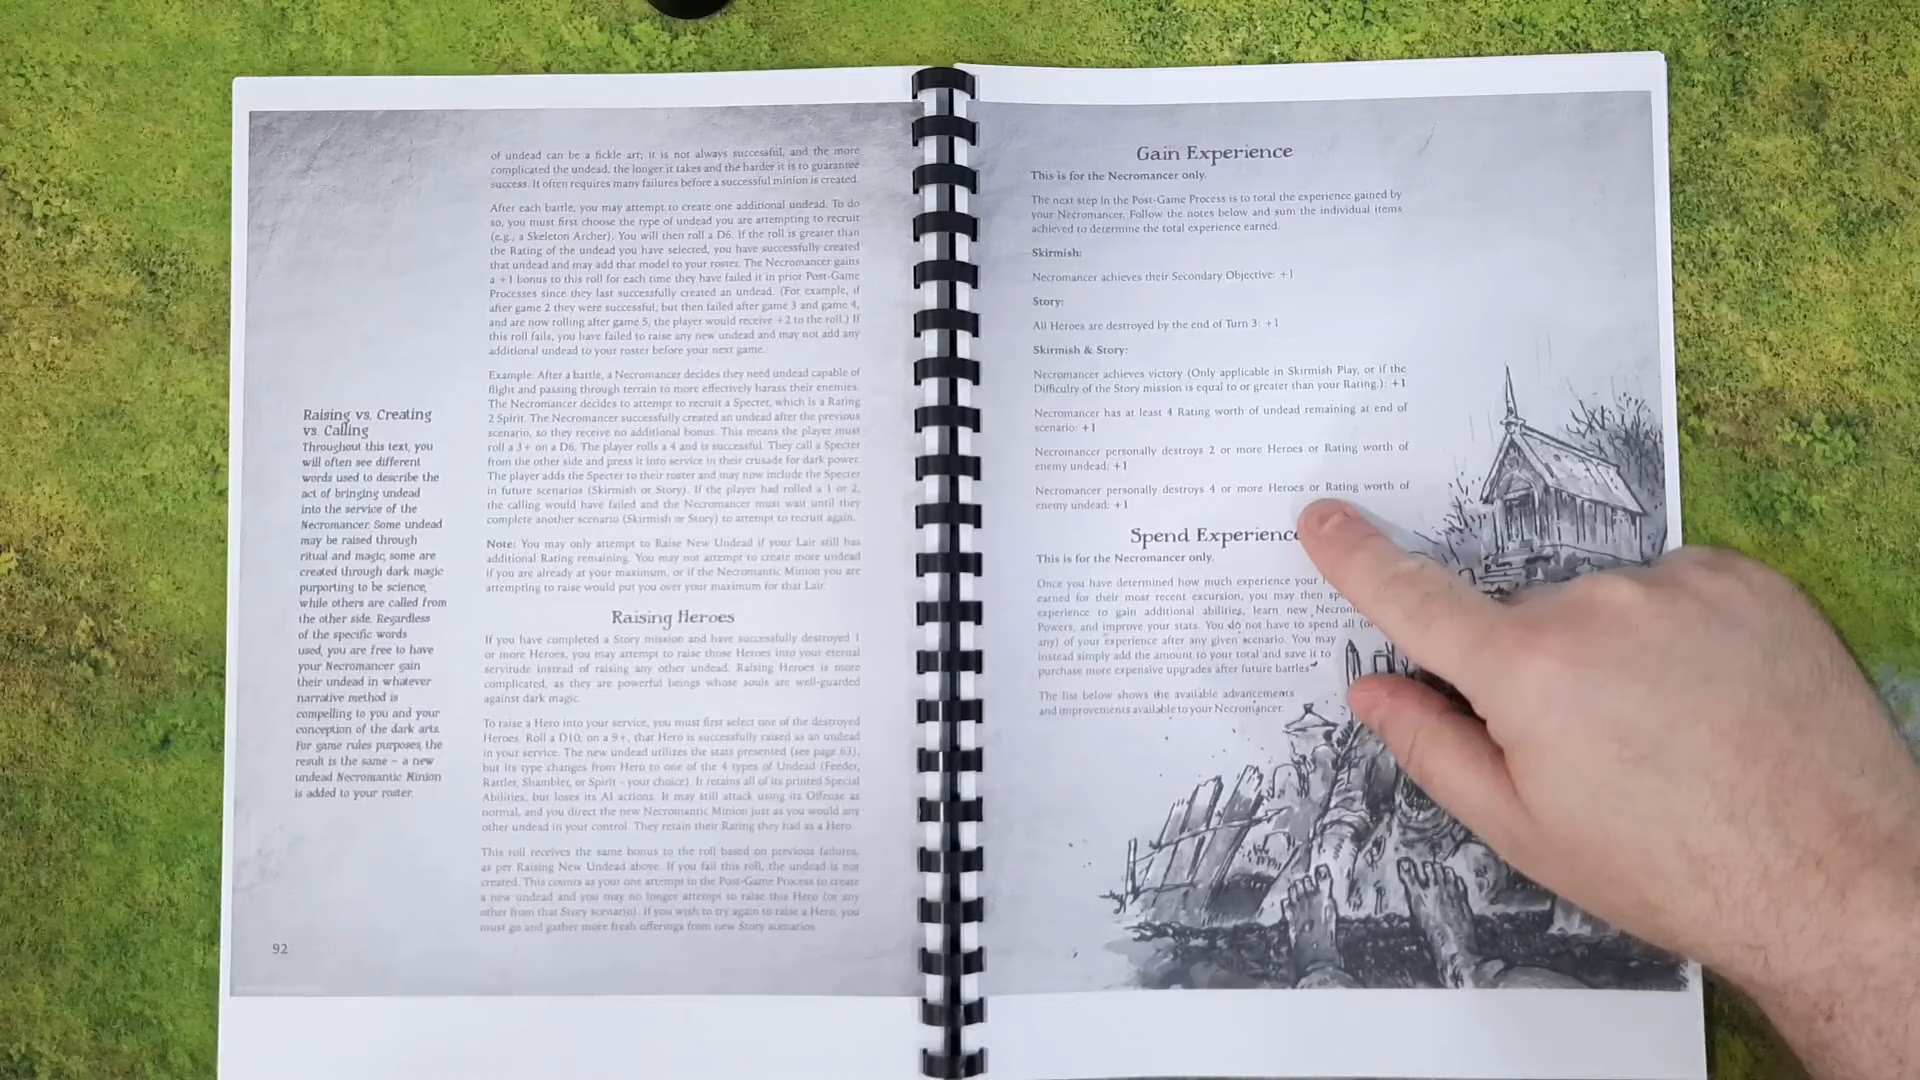 of undead can be a fickle art; it is not always successful, and the more
complicated the undead, the longer it takes and the harder it is to guarantee
success. It often requires many failures before a successful minion is created.
After each battle, you may attempt to create one additional undead. To do
so, you must first choose the type of undead you are attempting to recruit
(e.g., a Skeleton Archer). You will then roll a D6. If the roll is greater than
the Rating of the undead you have selected, you have successfully created
that undead and may add that model to your roster. The Necromancer gains
a +1 bonus to this roll for each time they have failed it in prior Post-Game
Processes since they last successfully created an undead. (For example, if
after game 2 they were successful, but then failed after game 3 and game 4,
and are now rolling after game 5, the player would receive +2 to the roll.) If
this roll fails, you have failed to raise any new undead and may not add any
additional undead to your roster before your next game.
Example: After a battle, a Necromancer decides they need undead capable of
flight and passing through terrain to more effectively harass their enemies.
The Necromancer decides to attempt to recruit a Specter, which is a Rating
2 Spirit. The Necromancer successfully created an undead after the previous
scenario, so they receive no additional bonus. This means the player must
roll a 3+ on a D6. The player rolls a 4 and is successful. They call a Specter
from the other side and press it into service in their crusade for dark power.
The player adds the Specter to their roster and may now include the Specter
in future scenarios (Skirmish or Story). If the player had rolled a 1 or 2,
the calling would have failed and the Necromancer must wait until they
complete another scenario (Skirmish or Story) to attempt to recruit again.
Note: You may only attempt to Raise New Undead if your Lair still has
additional Rating remaining. You may not attempt to create more undead
if you are already at your maximum, or if the Necromantic Minion you are
attempting to raise would put you over your maximum for that Lair.
Raising Heroes
If you have completed a Story mission and have successfully destroyed 1
or more Heroes, you may attempt to raise those Heroes into your eternal
servitude instead of raising any other undead. Raising Heroes is more
complicated, as they are powerful beings whose souls are well-guarded
against dark magic.
To raise a Hero into your service, you must first select one of the destroyed
Heroes. Roll a D10, on a 9+, that Hero is successfully raised as an undead
in your service. The new undead utilizes the stats presented (see page 63),
but its type changes from Hero to one of the 4 types of Undead (Feeder,
Rattler, Shambler, or Spirit – your choice). It retains all of its printed Special
Abilities, but loses its AI actions. It may still attack using its Offense as
normal, and you direct the new Necromantic Minion just as you would any
other undead in your control. They retain their Rating they had as a Hero.
This roll receives the same bonus to the roll based on previous failures,
as per Raising New Undead above. If you fail this roll, the undead is not
created. This counts as your one attempt in the Post-Game Process to create
a new undead and you may no longer attempt to raise this Hero (or any
other from that Story scenario). If you wish to try again to raise a Hero, you
must go and gather more fresh offerings from new Story scenarios
Raising vs. Creating
vs. Calling
Throughout this text, you
will often see different
words used to describe the
act of bringing undead
into the service of the
Necromancer. Some undead
may be raised through
ritual and magic, some are
created through dark magic
purporting to be science,
while others are called from
the other side. Regardless
of the specific words
used, you are free to have
your Necromancer gain
their undead in whatever
narrative method is
compelling to you and your
conception of the dark arts.
For game rules purposes, the
result is the same – a new
undead Necromantic Minion
is added to your roster.
92
Gain Experience
This is for the Necromancer only.
The next step in the Post-Game Process is to total the experience gained by
your Necromancer. Follow the notes below and sum the individual items
achieved to determine the total experience earned.
Skirmish:
Necromancer achieves their Secondary Objective: +1
Story:
All Heroes are destroyed by the end of Turn 3: +1
Skirmish & Story:
Necromancer achieves victory (Only applicable in Skirmish Play, or if the
Difficulty of the Story mission is equal to or greater than your Rating.): +1
Necromancer has at least 4 Rating worth of undead remaining at end of
scenario: +1
Necromancer personally destroys 2 or more Heroes or Rating worth of
enemy undead: +1
Necromancer personally destroys 4 or more Heroes or Rating worth of
enemy undead: +1
Spend Experience
This is for the Necromancer only.
Once you have determined how much experience your
earned for their most recent excursion, you may then
experience to gain additional abilities, learn new
Powers, and improve your stats. You do not have to spend all
any) of your experience after any given scenario. You may
instead simply add the amount to your total and save it to
purchase more expensive upgrades after future battles
The list below shows the available advancements
and improvements available to your Necromancer.